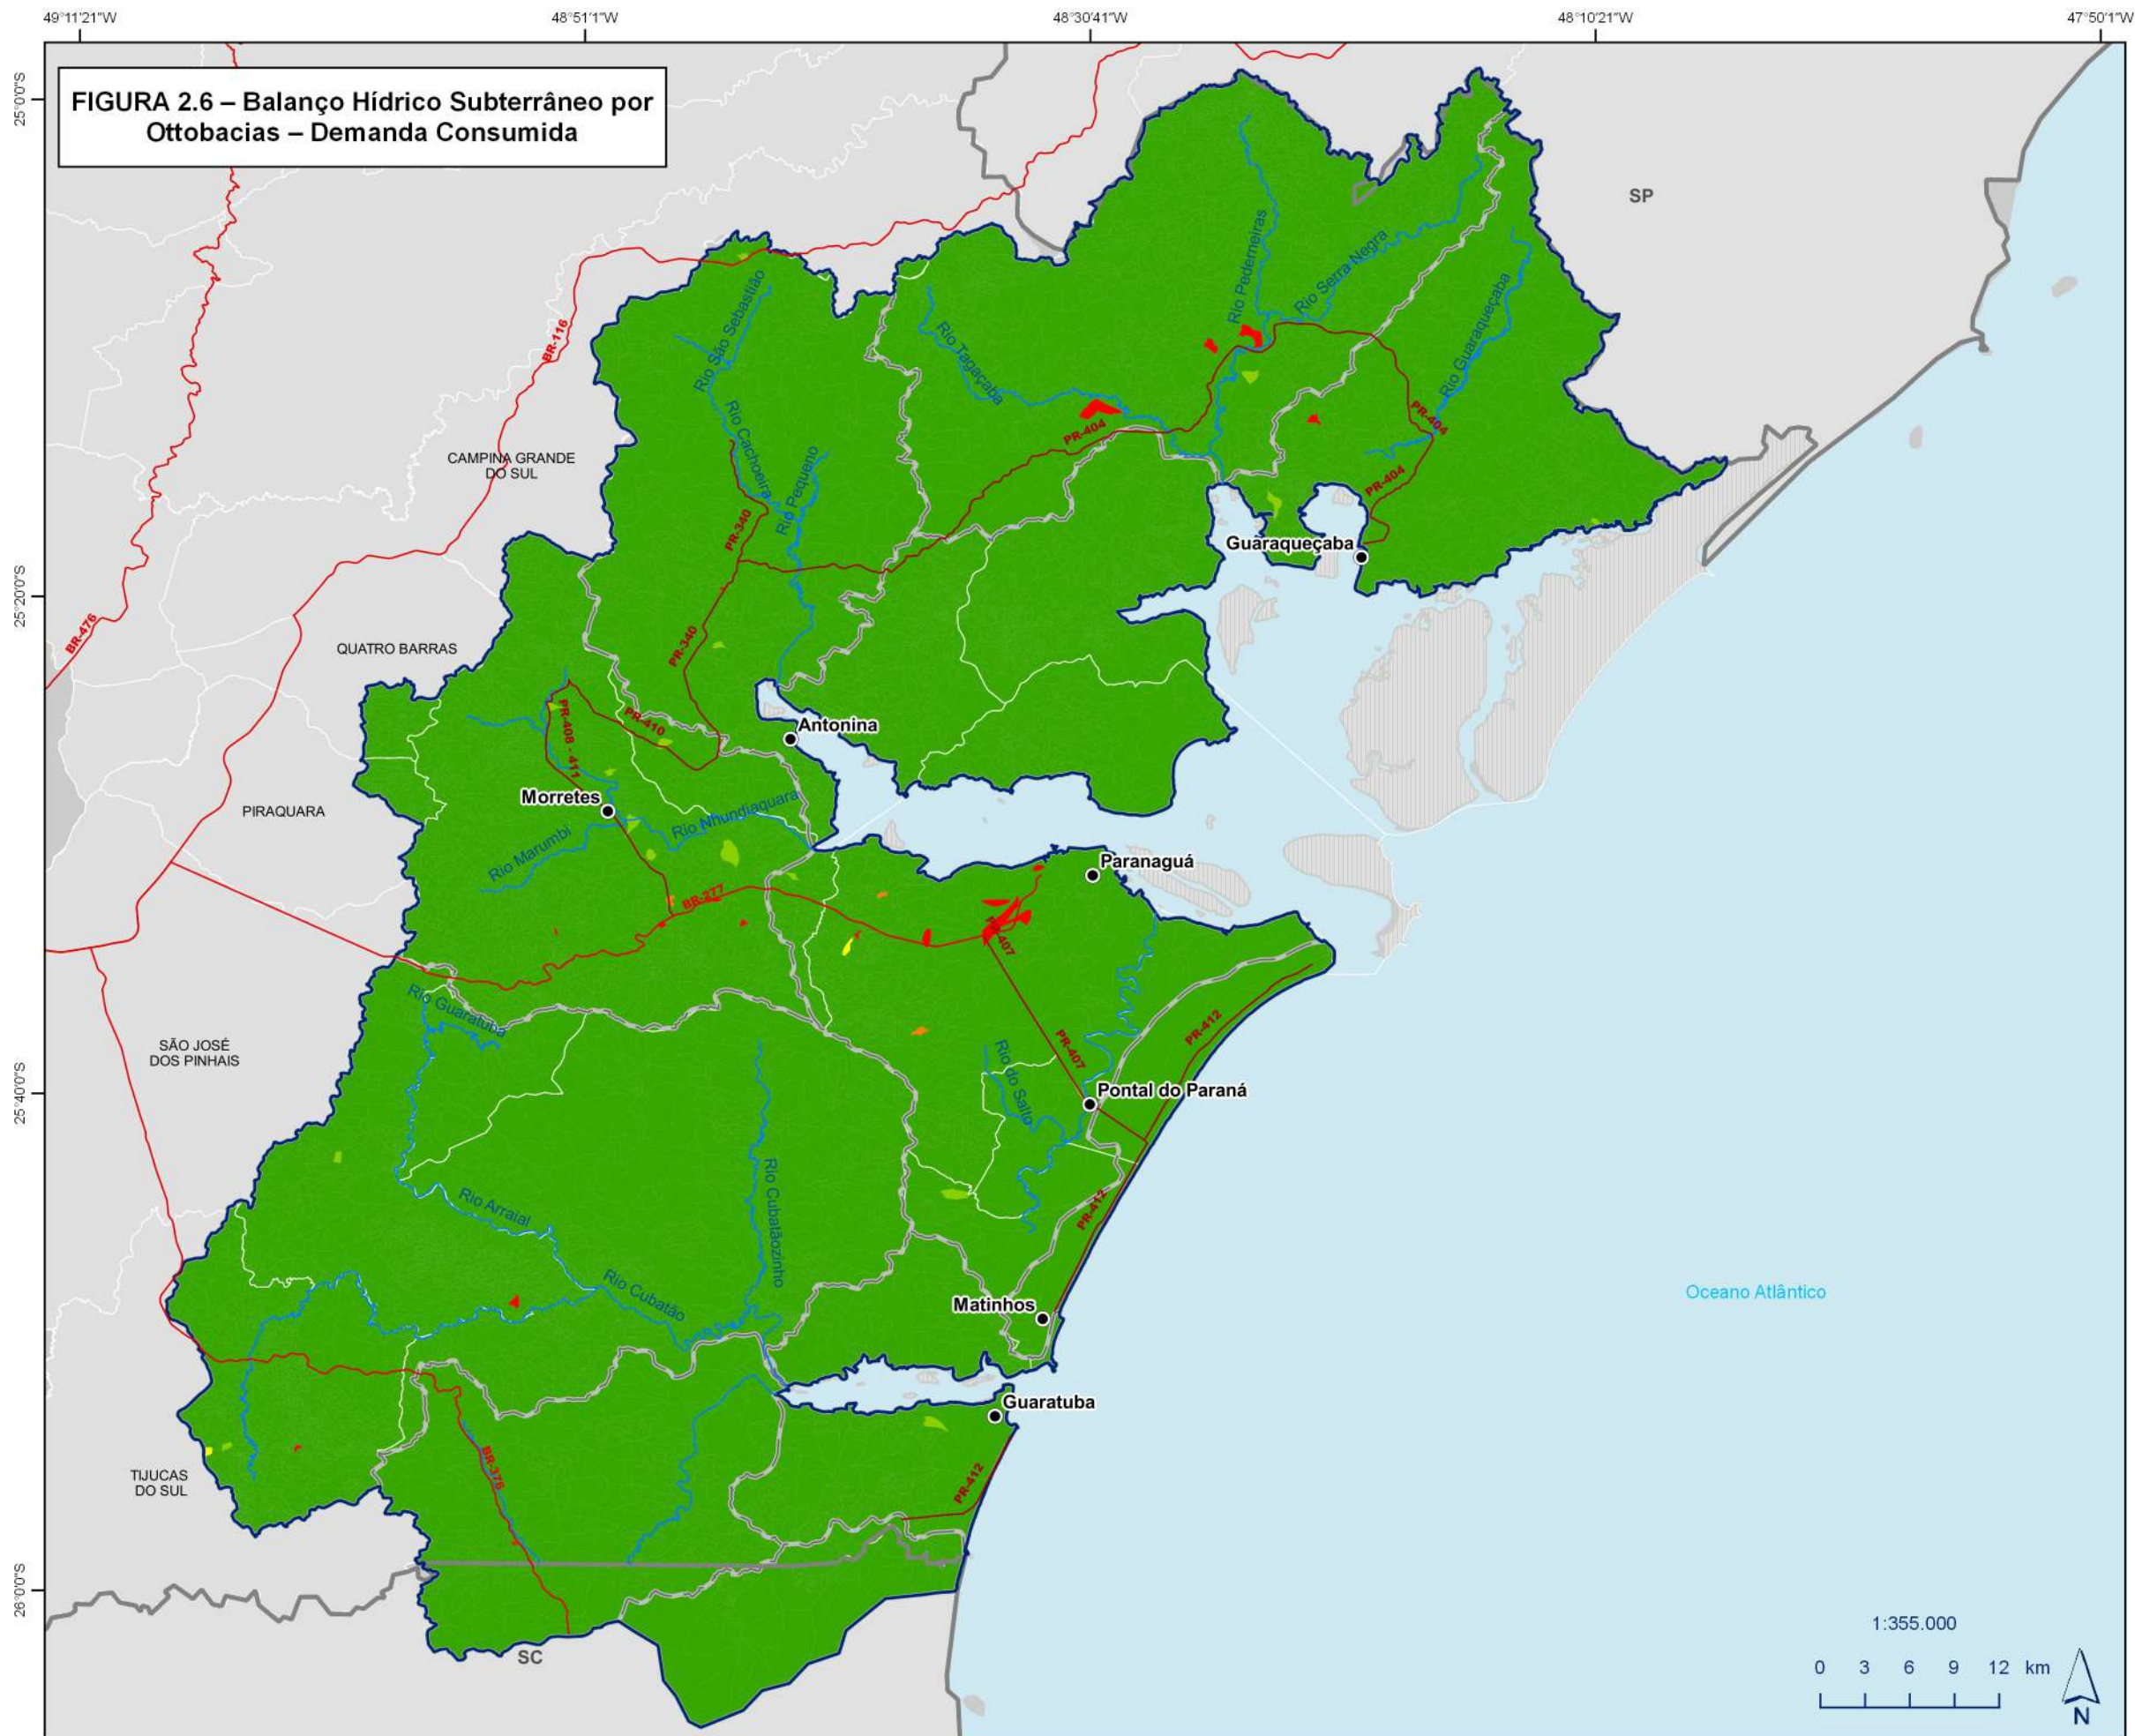 49°11'21"W
48°51'1"W
48°30'41"W
48°10'21"W
47°50'1"W
25°0'0"S
25°20'0"S
25°40'0"S
26°0'0"S
FIGURA 2.6 – Balanço Hídrico Subterrâneo por
Ottobacias – Demanda Consumida
SP
BR-116
Rio São Sebastião
Rio Pederneiras
Rio Serra Negra
Rio Guaraqueçaba
Rio Tagaçaba
Rio Cachoeira
Rio Pequeno
PR-404
PR-404
PR-404
CAMPINA GRANDE
DO SUL
PR-340
Guaraqueçaba
BR-476
QUATRO BARRAS
PR-340
PR-408 - 411
PR-410
Antonina
Morretes
PIRAQUARA
Rio Nhundiaquara
Rio Marumbi
Paranaguá
BR-277
PR-407
Rio Guaratuba
SÃO JOSÉ
DOS PINHAIS
PR-412
PR-407
Rio do Salto
Pontal do Paraná
Rio Arraial
Rio Cubatãozinho
PR-412
Rio Cubatão
Oceano Atlântico
Matinhos
Guaratuba
TIJUCAS
DO SUL
BR-376
PR-412
SC
1:355.000
0 3 6 9 12 km
N